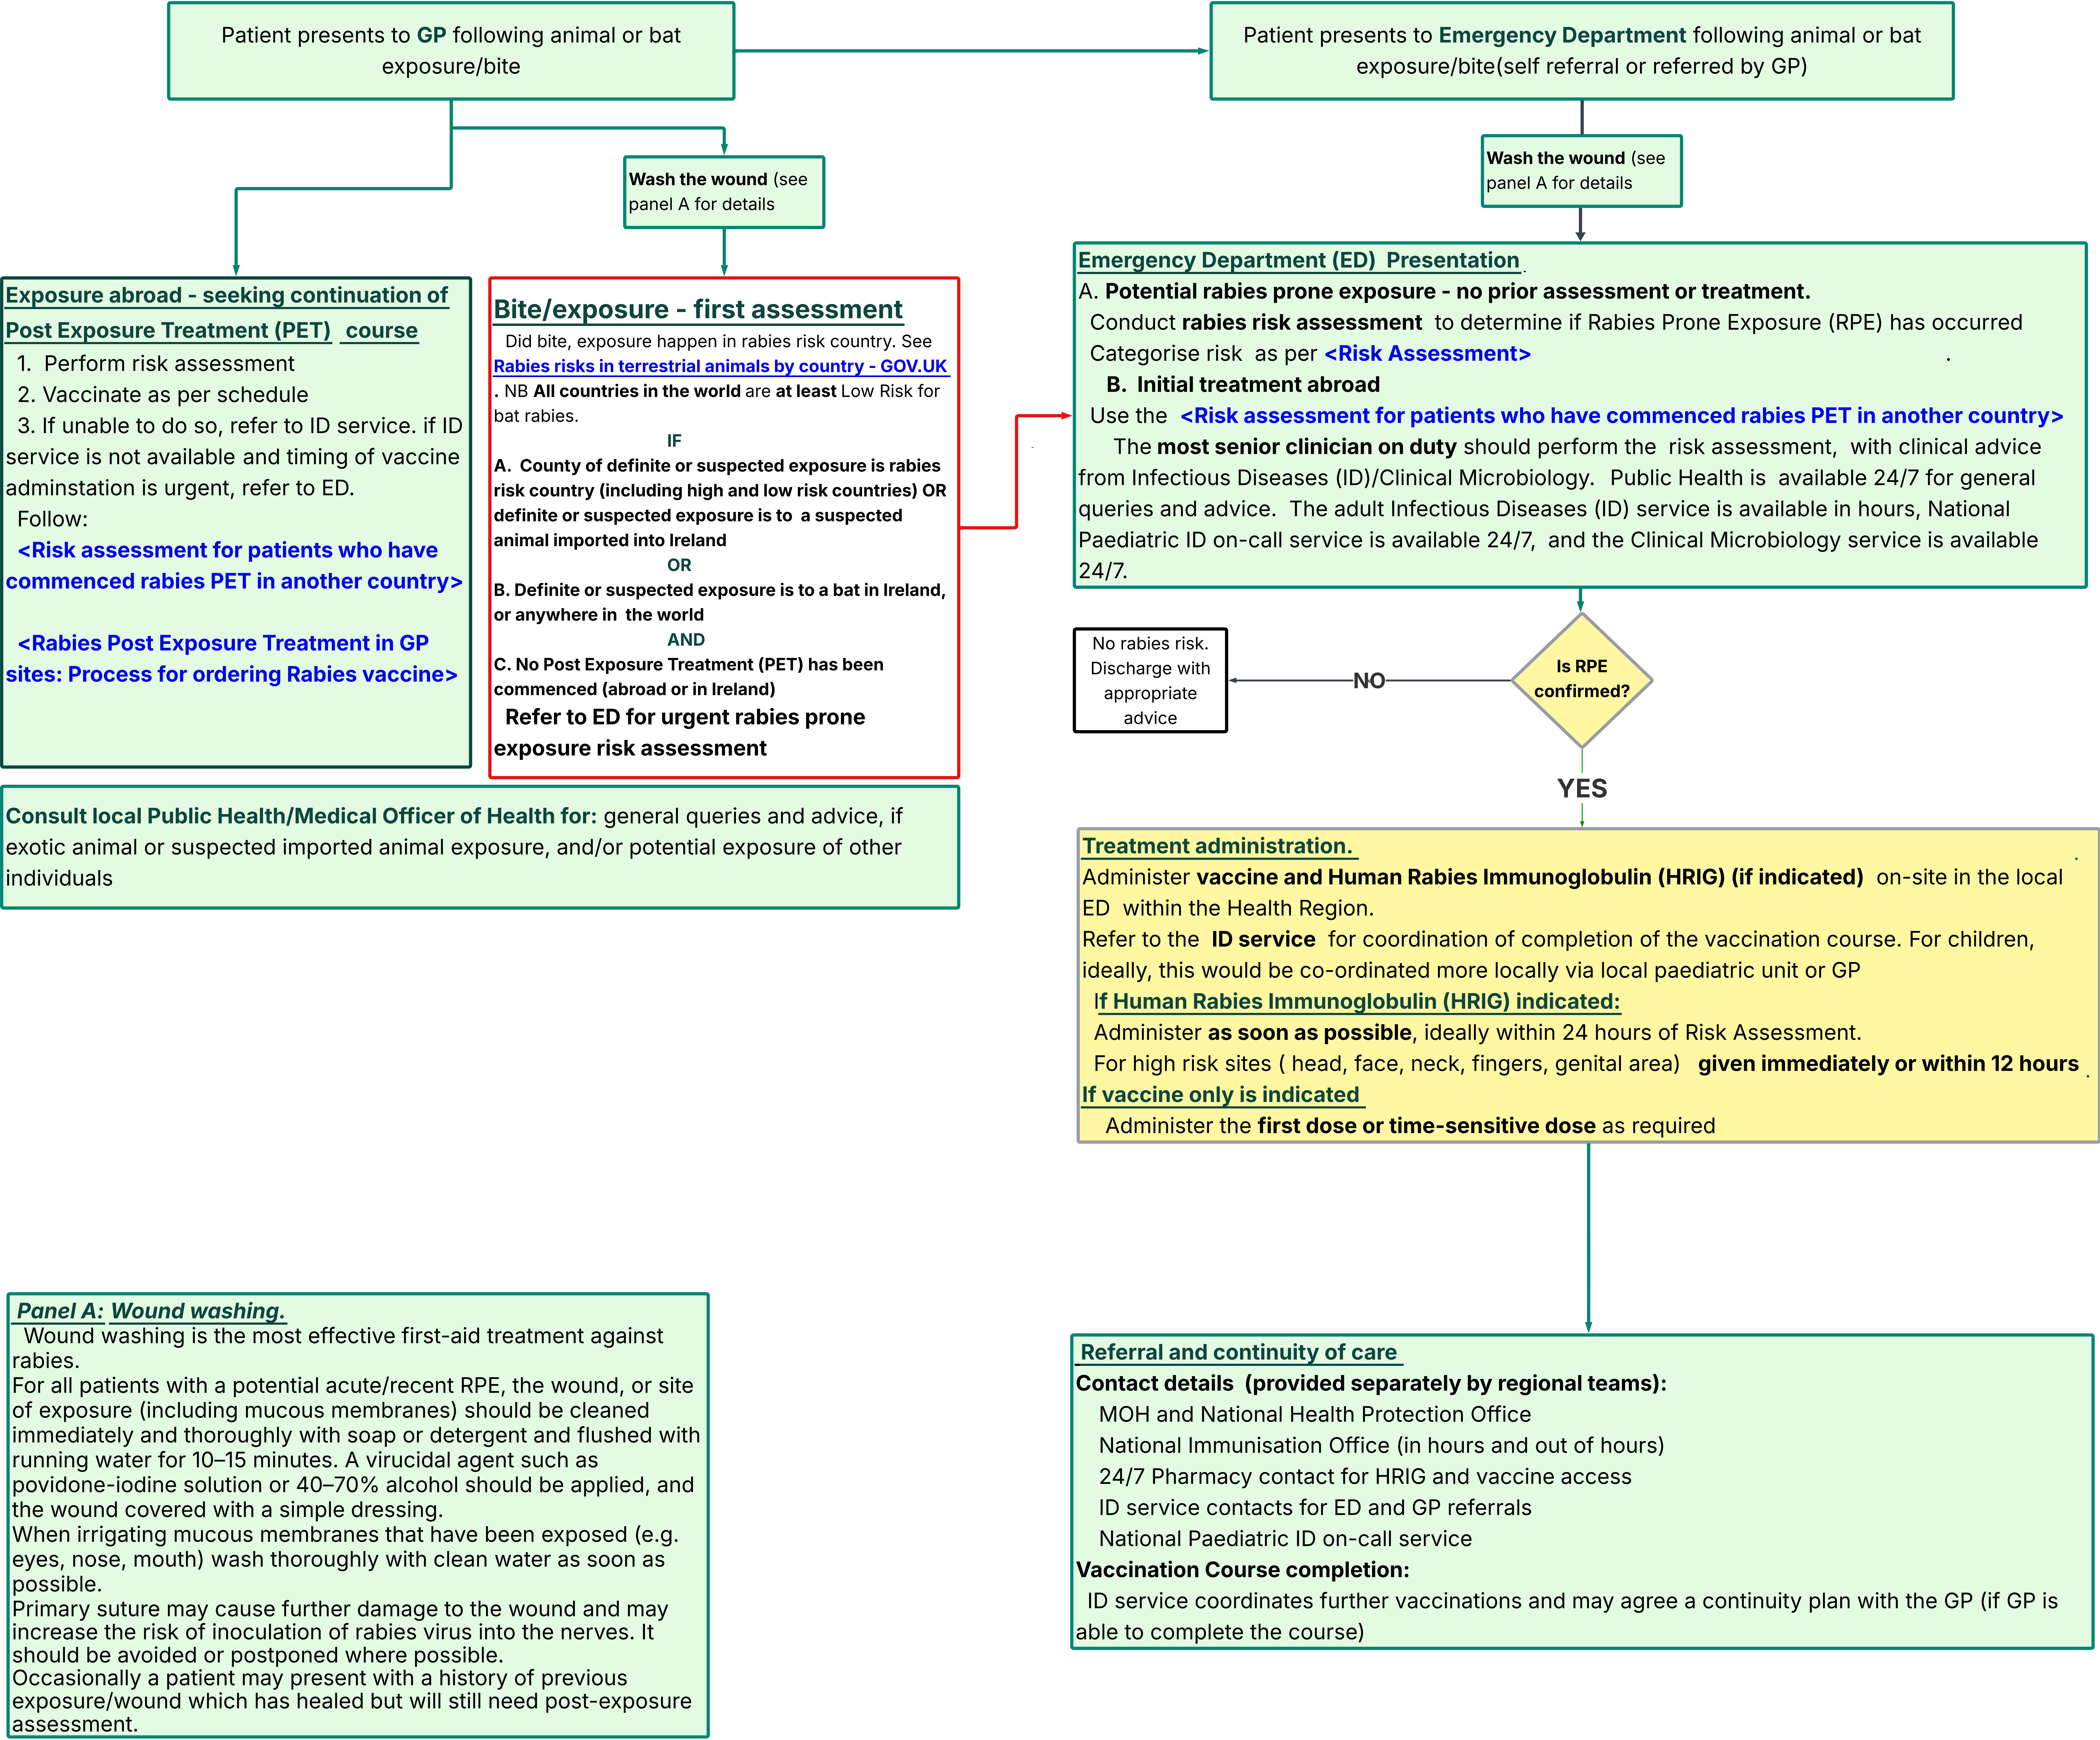 Patient presents to GP following animal or bat
exposure/bite
Patient presents to Emergency Department following animal or bat
exposure/bite(self referral or referred by GP)
Wash the wound (see
panel A for details
Wash the wound (see
panel A for details
Exposure abroad - seeking continuation of
Post Exposure Treatment (PET) course
1. Perform risk assessment
2. Vaccinate as per schedule
3. If unable to do so, refer to ID service. if ID
service is not available and timing of vaccine
adminstation is urgent, refer to ED.
Follow:
<Risk assessment for patients who have
commenced rabies PET in another country>
<Rabies Post Exposure Treatment in GP
sites: Process for ordering Rabies vaccine>
Bite/exposure - first assessment
Did bite, exposure happen in rabies risk country. See
Rabies risks in terrestrial animals by country - GOV.UK
. NB All countries in the world are at least Low Risk for
bat rabies.
IF
A. County of definite or suspected exposure is rabies
risk country (including high and low risk countries) OR
definite or suspected exposure is to a suspected
animal imported into Ireland
OR
B. Definite or suspected exposure is to a bat in Ireland,
or anywhere in the world
AND
C. No Post Exposure Treatment (PET) has been
commenced (abroad or in Ireland)
Refer to ED for urgent rabies prone
exposure risk assessment
Consult local Public Health/Medical Officer of Health for: general queries and advice, if
exotic animal or suspected imported animal exposure, and/or potential exposure of other
individuals
Emergency Department (ED) Presentation.
A. Potential rabies prone exposure - no prior assessment or treatment.
Conduct rabies risk assessment to determine if Rabies Prone Exposure (RPE) has occurred
Categorise risk as per <Risk Assessment> .
B. Initial treatment abroad
Use the <Risk assessment for patients who have commenced rabies PET in another country>
The most senior clinician on duty should perform the risk assessment, with clinical advice
from Infectious Diseases (ID)/Clinical Microbiology. Public Health is available 24/7 for general
queries and advice. The adult Infectious Diseases (ID) service is available in hours, National
Paediatric ID on-call service is available 24/7, and the Clinical Microbiology service is available
24/7.
Is RPE
confirmed?
NO
No rabies risk.
Discharge with
appropriate
advice
YES
Treatment administration. .
Administer vaccine and Human Rabies Immunoglobulin (HRIG) (if indicated) on-site in the local
ED within the Health Region.
Refer to the ID service for coordination of completion of the vaccination course. For children,
ideally, this would be co-ordinated more locally via local paediatric unit or GP
If Human Rabies Immunoglobulin (HRIG) indicated:
Administer as soon as possible, ideally within 24 hours of Risk Assessment.
For high risk sites ( head, face, neck, fingers, genital area) given immediately or within 12 hours .
If vaccine only is indicated
Administer the first dose or time-sensitive dose as required
Panel A: Wound washing.
Wound washing is the most effective first-aid treatment against
rabies.
For all patients with a potential acute/recent RPE, the wound, or site
of exposure (including mucous membranes) should be cleaned
immediately and thoroughly with soap or detergent and flushed with
running water for 10–15 minutes. A virucidal agent such as
povidone-iodine solution or 40–70% alcohol should be applied, and
the wound covered with a simple dressing.
When irrigating mucous membranes that have been exposed (e.g.
eyes, nose, mouth) wash thoroughly with clean water as soon as
possible.
Primary suture may cause further damage to the wound and may
increase the risk of inoculation of rabies virus into the nerves. It
should be avoided or postponed where possible.
Occasionally a patient may present with a history of previous
exposure/wound which has healed but will still need post-exposure
assessment.
Referral and continuity of care
Contact details (provided separately by regional teams):
MOH and National Health Protection Office
National Immunisation Office (in hours and out of hours)
24/7 Pharmacy contact for HRIG and vaccine access
ID service contacts for ED and GP referrals
National Paediatric ID on-call service
Vaccination Course completion:
ID service coordinates further vaccinations and may agree a continuity plan with the GP (if GP is
able to complete the course)